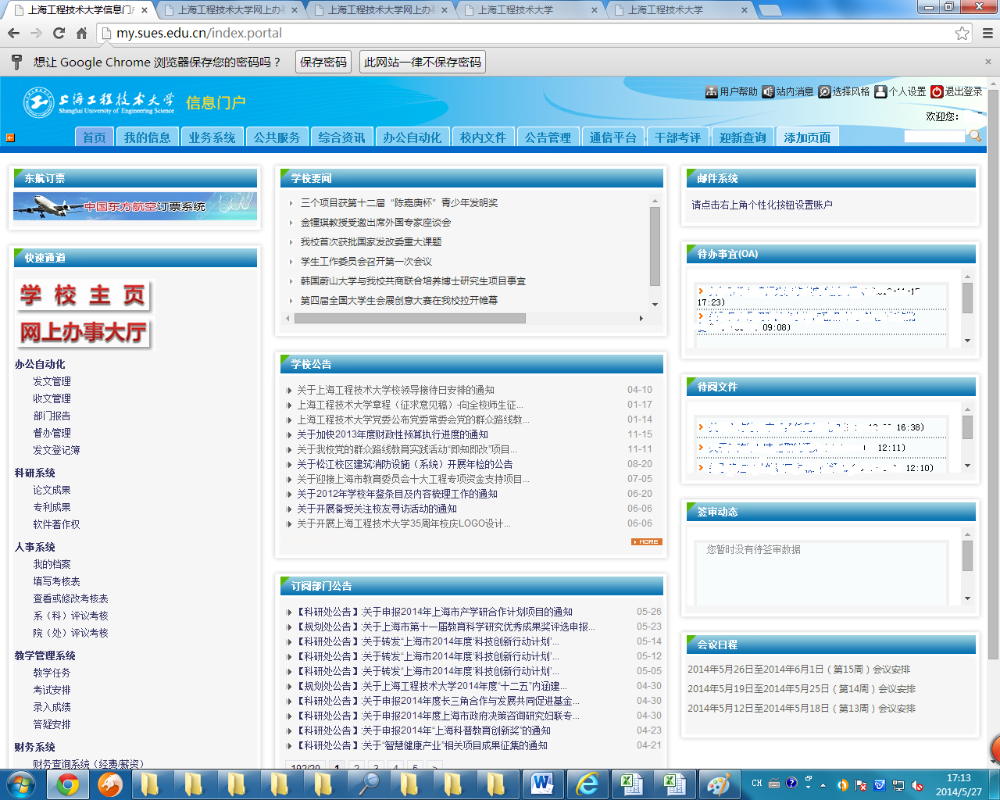 上海工程技术大学信息门户
上海工程技术大学网上办事
上海工程技术大学网上办事
上海工程技术大学
上海工程技术大学
my.sues.edu.cn/index.portal
想让 Google Chrome 浏览器保存您的密码吗？ 保存密码 此网站一律不保存密码
上海工程技术大学 信息门户
Shanghai University of Engineering Science
用户帮助 站内消息 选择风格 个人设置 退出登录
欢迎您：
首页 我的信息 业务系统 公共服务 综合资讯 办公自动化 校内文件 公告管理 通信平台 干部考评 迎新查询 添加页面
东航订票
中国东方航空订票系统
快速通道
学校主页
网上办事大厅
办公自动化
发文管理
收文管理
部门报告
督办管理
发文登记簿
科研系统
论文成果
专利成果
软件著作权
人事系统
我的档案
填写考核表
查看或修改考核表
系（科）评议考核
院（处）评议考核
教学管理系统
教学任务
考试安排
录入成绩
答疑安排
财务系统
财务查询系统（经费/薪资）
学校要闻
三个项目获第十二届“陈嘉庚杯”青少年发明奖
金锂琪教授受邀出席外国专家座谈会
我校首次获批国家发改委重大课题
学生工作委员会召开第一次会议
韩国蔚山大学与我校共商联合培养博士研究生项目事宜
第四届全国大学生会展创意大赛在我校拉开帷幕
学校公告
关于上海工程技术大学校领导接待日安排的通知 04-10
上海工程技术大学章程（征求意见稿）-向全校师生征... 01-17
上海工程技术大学党委公布党委常委会党的群众路线教... 01-14
关于加快2013年度财政性预算执行进度的通知 11-15
关于我校党的群众路线教育实践活动“即知即改”项目... 11-11
关于松江校区建筑消防设施（系统）开展年检的公告 08-20
关于迎接上海市教育委员会十大工程专项资金支持项目... 07-05
关于2012年学校年鉴条目及内容梳理工作的通知 06-20
关于开展备受关注校友寻访活动的通知 06-06
关于开展上海工程技术大学35周年校庆LOGO设计... 06-06
MORE
订阅部门公告
【科研处公告】:关于申报2014年上海市产学研合作计划项目的通知 05-26
【规划处公告】:关于上海市第十一届教育科学研究优秀成果奖评选申报... 05-23
【科研处公告】:关于转发“上海市2014年度‘科技创新行动计划’... 05-14
【科研处公告】:关于转发“上海市2014年度‘科技创新行动计划’... 05-12
【科研处公告】:关于转发“上海市2014年度‘科技创新行动计划’... 05-05
【规划处公告】:关于上海工程技术大学2014年度“十二五”内涵建... 04-30
【科研处公告】:关于申报2014年度长三角合作与发展共同促进基金... 04-30
【科研处公告】:关于申报2014年度上海市政府决策咨询研究妇联专... 04-30
【科研处公告】:关于申报2014年“上海科普教育创新奖”的通知 04-23
【科研处公告】:关于“智慧健康产业”相关项目成果征集的通知 04-21
192/20 1 2 3 4 5 >
邮件系统
请点击右上角个性化按钮设置账户
待办事宜(OA)
17:23)
09:08)
待阅文件
16:38)
12:11)
12:10)
签审动态
您暂时没有待签审数据
会议日程
2014年5月26日至2014年6月1日（第15周）会议安排
2014年5月19日至2014年5月25日（第14周）会议安排
2014年5月12日至2014年5月18日（第13周）会议安排
CH
17:13
2014/5/27